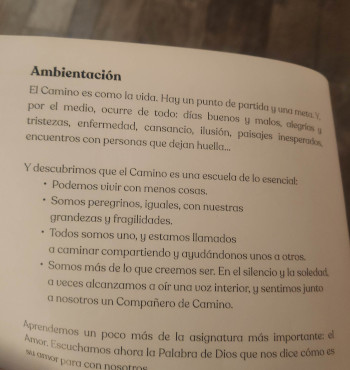 Ambientación
El Camino es como la vida. Hay un punto de partida y una meta. Y,
por el medio, ocurre de todo: días buenos y malos, alegrías y
tristezas, enfermedad, cansancio, ilusión, paisajes inesperados,
encuentros con personas que dejan huella...
Y descubrimos que el Camino es una escuela de lo esencial:
• Podemos vivir con menos cosas.
• Somos peregrinos, iguales, con nuestras
grandezas y fragilidades.
• Todos somos uno, y estamos llamados
a caminar compartiendo y ayudándonos unos a otros.
• Somos más de lo que creemos ser. En el silencio y la soledad,
a veces alcanzamos a oír una voz interior, y sentimos junto
a nosotros un Compañero de Camino.
Aprendemos un poco más de la asignatura más importante: el
Amor. Escuchamos ahora la Palabra de Dios que nos dice cómo es
su amor para con nosotros